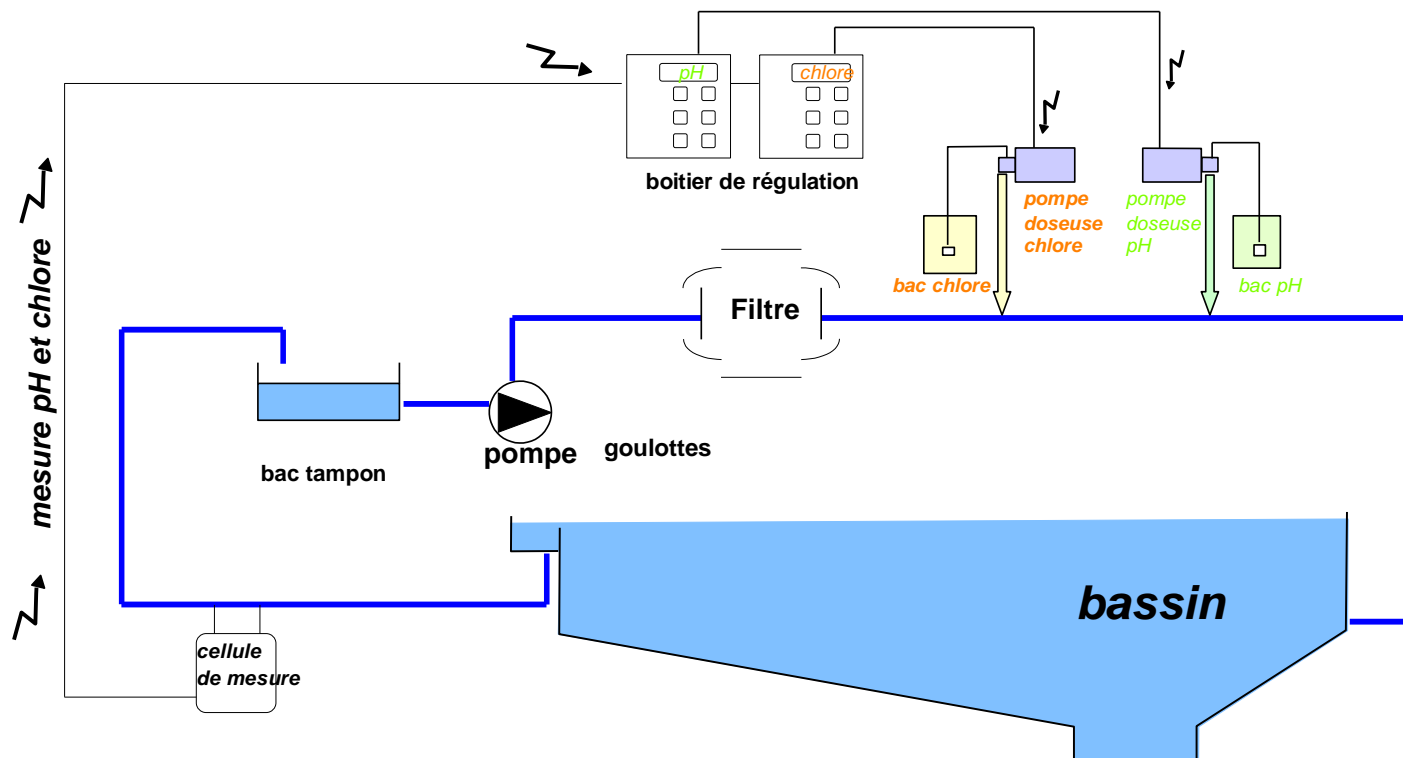 pH
chlore
boitier de régulation
pompe
doseuse
chlore
pompe
doseuse
pH
bac chlore
bac pH
Filtre
mesure pH et chlore
pompe
goulottes
bac tampon
bassin
cellule
de mesure